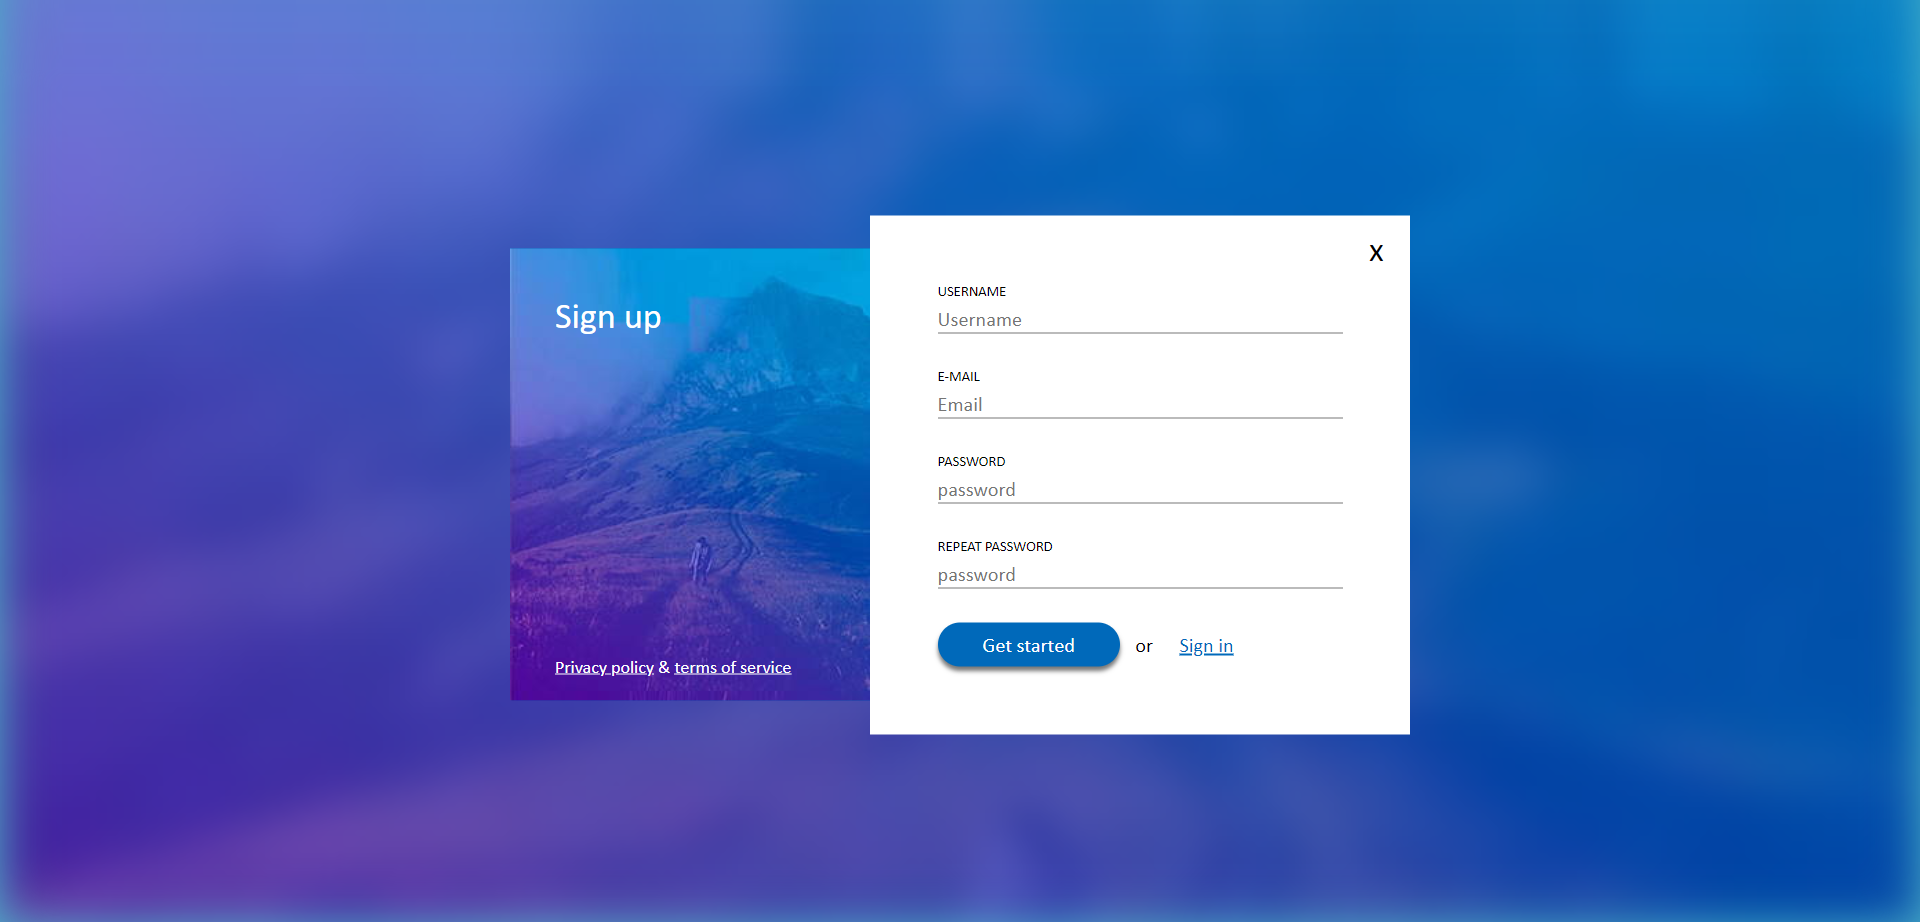 Sign up
Privacy policy & terms of service
X
USERNAME
Username
E-MAIL
Email
PASSWORD
password
REPEAT PASSWORD
password
Get started or Sign in